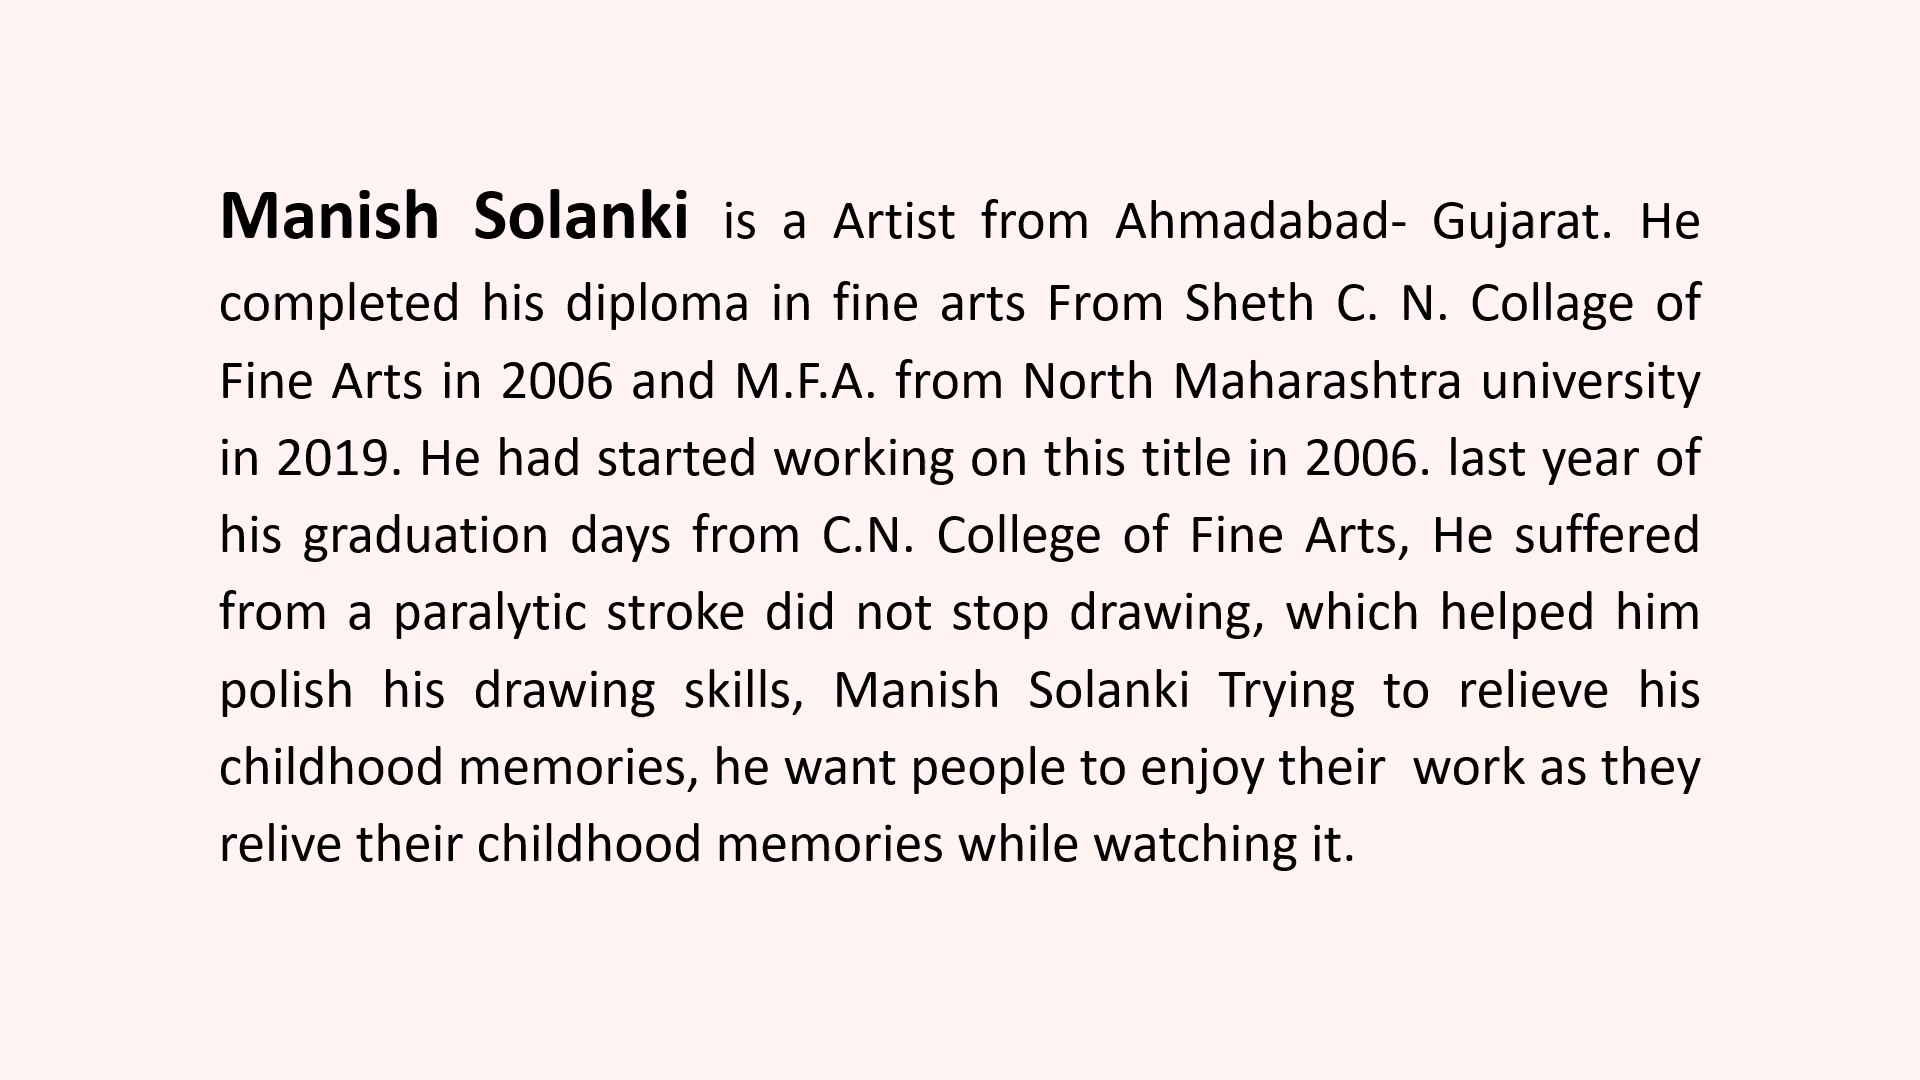 Manish Solanki is a Artist from Ahmadabad- Gujarat. He
completed his diploma in fine arts From Sheth C. N. Collage of
Fine Arts in 2006 and M.F.A. from North Maharashtra university
in 2019. He had started working on this title in 2006. last year of
his graduation days from C.N. College of Fine Arts, He suffered
from a paralytic stroke did not stop drawing, which helped him
polish his drawing skills, Manish Solanki Trying to relieve his
childhood memories, he want people to enjoy their  work as they
relive their childhood memories while watching it.